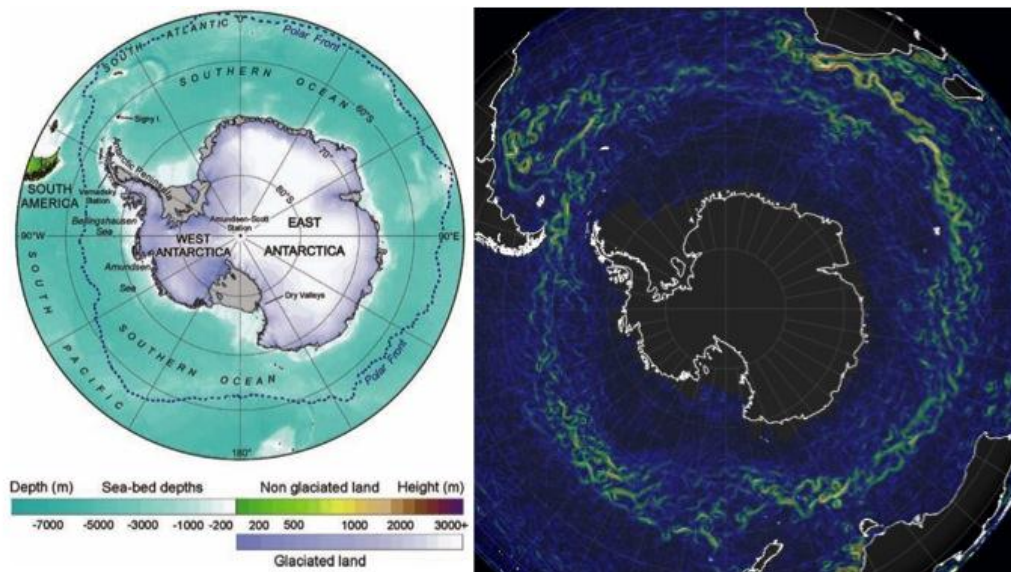 0°
SOUTH ATLANTIC
Polar Front
SOUTHERN OCEAN
60°S
Signy I.
70°
Antarctic Peninsula
80°S
SOUTH
AMERICA
Vernadsky
Station
Bellingshausen
Sea
Amundsen-Scott
Station
EAST
90°W
WEST
ANTARCTICA
ANTARCTICA
90°E
Amundsen
Sea
Dry Valleys
SOUTH PACIFIC
SOUTHERN OCEAN
Polar Front
180°
Depth (m) Sea-bed depths Non glaciated land Height (m)
-7000 -5000 -3000 -1000 -200 200 500 1000 2000 3000+
Glaciated land